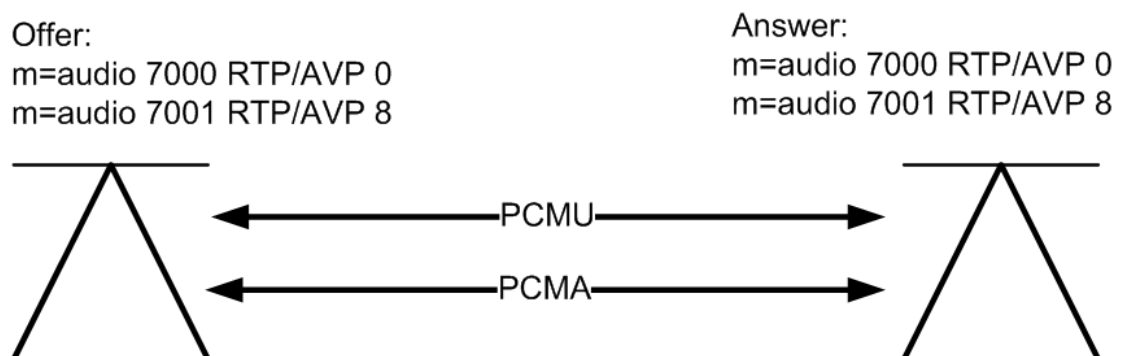 Offer:
m=audio 7000 RTP/AVP 0
m=audio 7001 RTP/AVP 8
Answer:
m=audio 7000 RTP/AVP 0
m=audio 7001 RTP/AVP 8
PCMU
PCMA